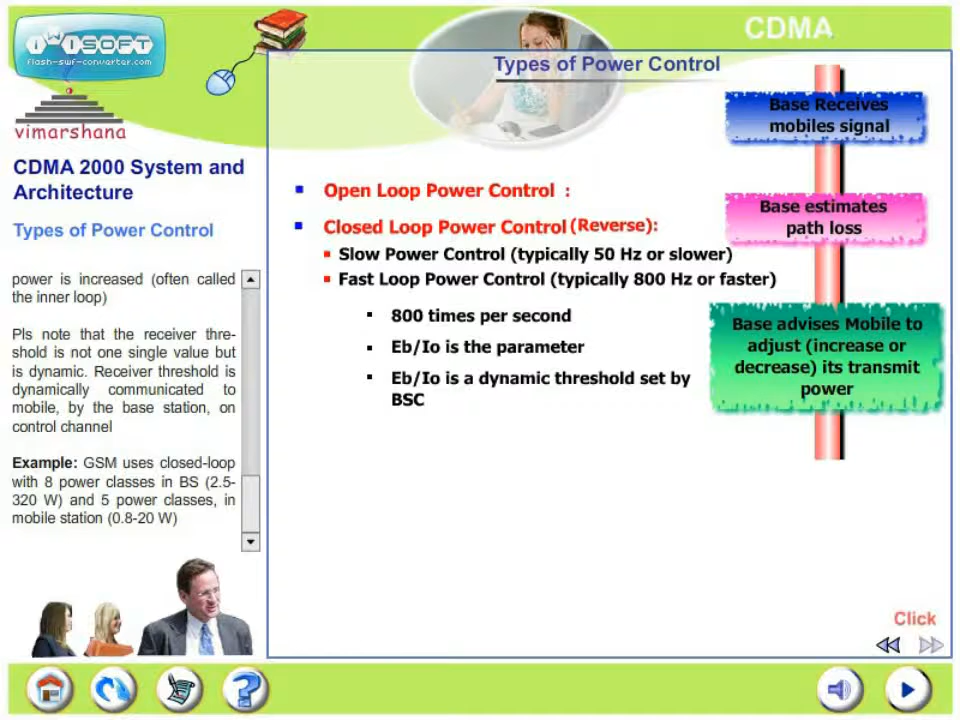 iWiSOFT
flash-swf-converter.com
vimarshana
CDMA
CDMA 2000 System and
Architecture
Types of Power Control
power is increased (often called
the inner loop)
Pls note that the receiver thre-
shold is not one single value but
is dynamic. Receiver threshold is
dynamically communicated to
mobile, by the base station, on
control channel
Example: GSM uses closed-loop
with 8 power classes in BS (2.5-
320 W) and 5 power classes, in
mobile station (0.8-20 W)
Types of Power Control
Open Loop Power Control :
Closed Loop Power Control (Reverse):
Slow Power Control (typically 50 Hz or slower)
Fast Loop Power Control (typically 800 Hz or faster)
800 times per second
Eb/Io is the parameter
Eb/Io is a dynamic threshold set by
BSC
Base Receives
mobiles signal
Base estimates
path loss
Base advises Mobile to
adjust (increase or
decrease) its transmit
power
Click